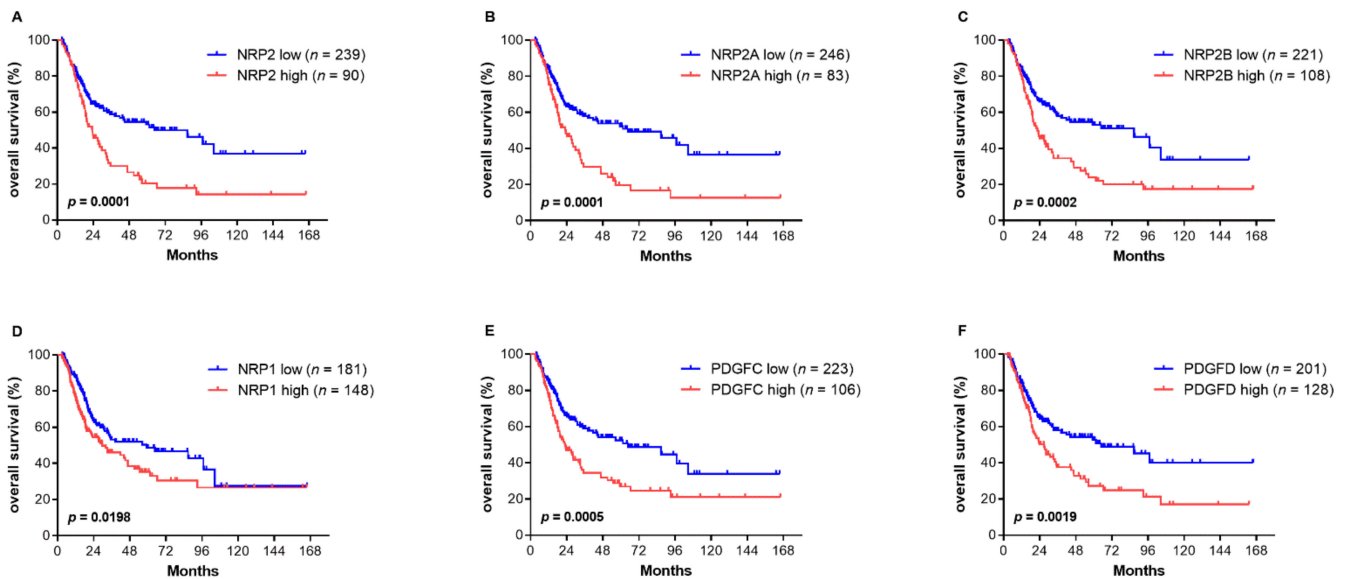 A
overall survival (%)
100
80
60
40
20
0
0 24 48 72 96 120 144 168
Months
NRP2 low (n = 239)
NRP2 high (n = 90)
p = 0.0001
B
overall survival (%)
100
80
60
40
20
0
0 24 48 72 96 120 144 168
Months
NRP2A low (n = 246)
NRP2A high (n = 83)
p = 0.0001
C
overall survival (%)
100
80
60
40
20
0
0 24 48 72 96 120 144 168
Months
NRP2B low (n = 221)
NRP2B high (n = 108)
p = 0.0002
D
overall survival (%)
100
80
60
40
20
0
0 24 48 72 96 120 144 168
Months
NRP1 low (n = 181)
NRP1 high (n = 148)
p = 0.0198
E
overall survival (%)
100
80
60
40
20
0
0 24 48 72 96 120 144 168
Months
PDGFC low (n = 223)
PDGFC high (n = 106)
p = 0.0005
F
overall survival (%)
100
80
60
40
20
0
0 24 48 72 96 120 144 168
Months
PDGFD low (n = 201)
PDGFD high (n = 128)
p = 0.0019